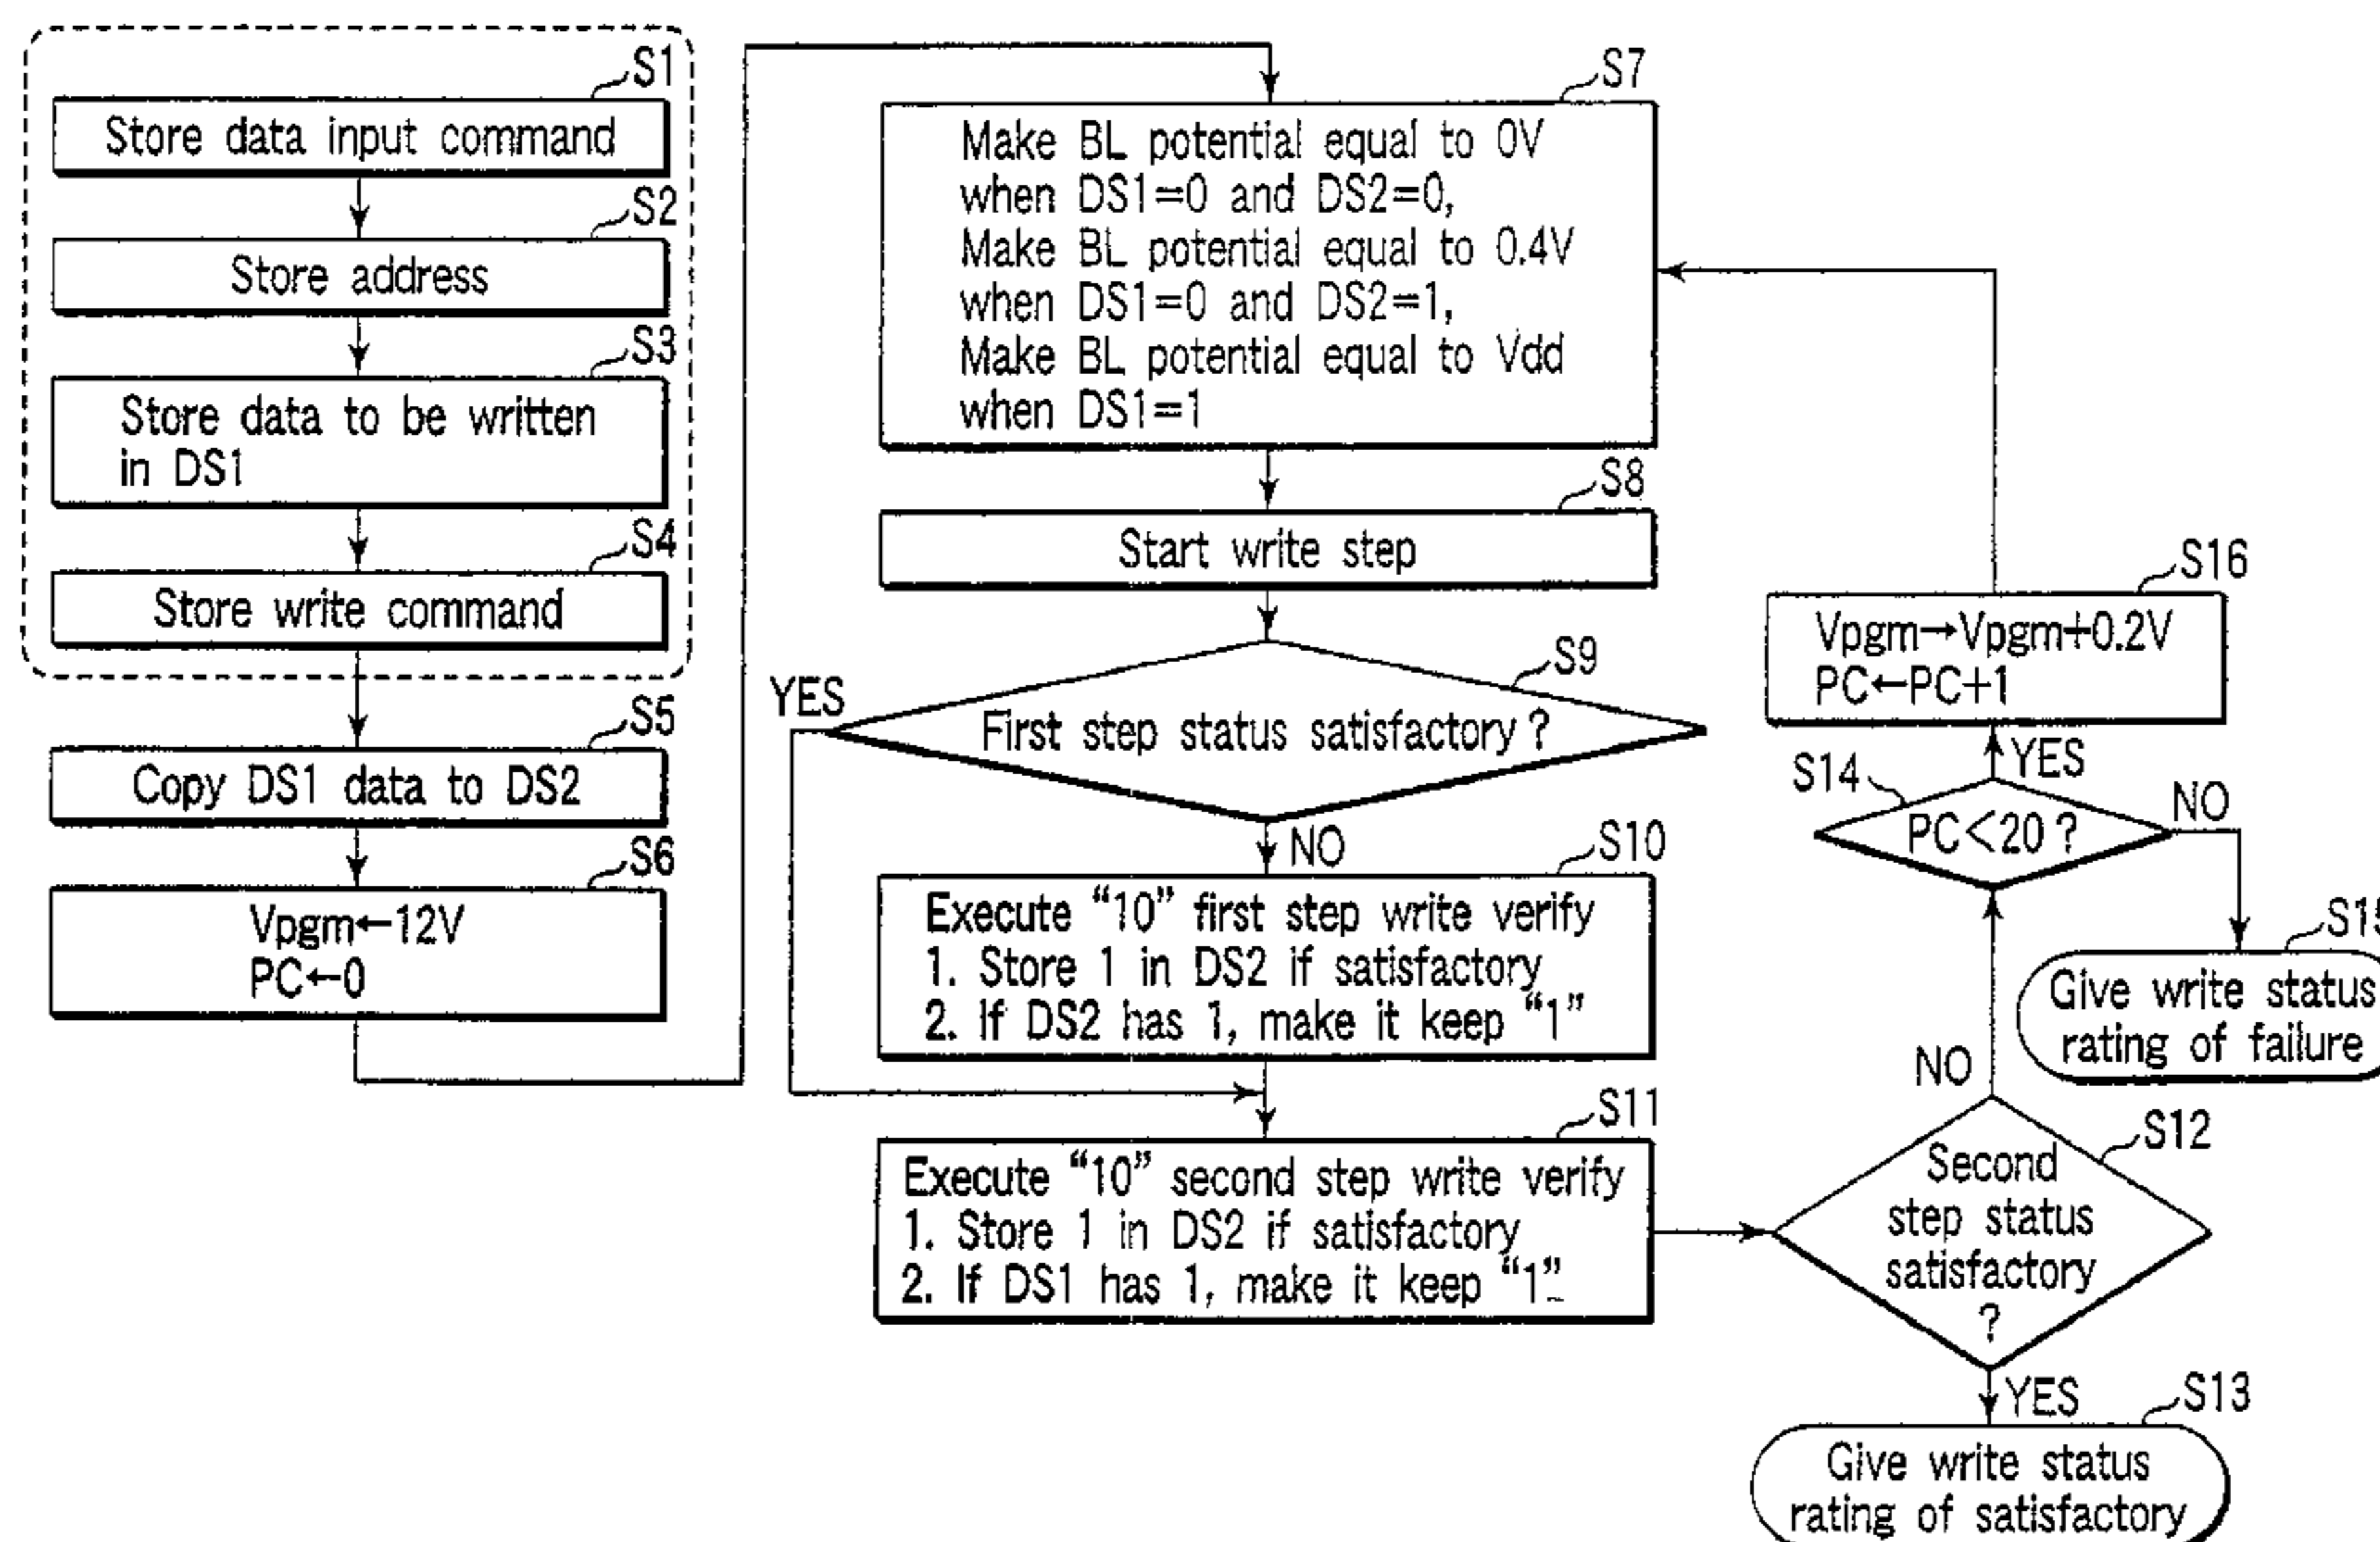 S1
Store data input command
S2
Store address
S3
Store data to be written
in DS1
S4
Store write command
S5
Copy DS1 data to DS2
S6
Vpgm←12V
PC←0
S7
Make BL potential equal to 0V
when DS1=0 and DS2=0,
Make BL potential equal to 0.4V
when DS1=0 and DS2=1,
Make BL potential equal to Vdd
when DS1=1
S8
Start write step
S9
YES
First step status satisfactory?
NO
S10
Execute “10” first step write verify
1. Store 1 in DS2 if satisfactory
2. If DS2 has 1, make it keep “1”
S11
Execute “10” second step write verify
1. Store 1 in DS2 if satisfactory
2. If DS1 has 1, make it keep “1”
S16
Vpgm→Vpgm+0.2V
PC←PC+1
YES
S14
PC<20?
NO
S15
Give write status
rating of failure
NO
S12
Second
step status
satisfactory
?
YES
S13
Give write status
rating of satisfactory